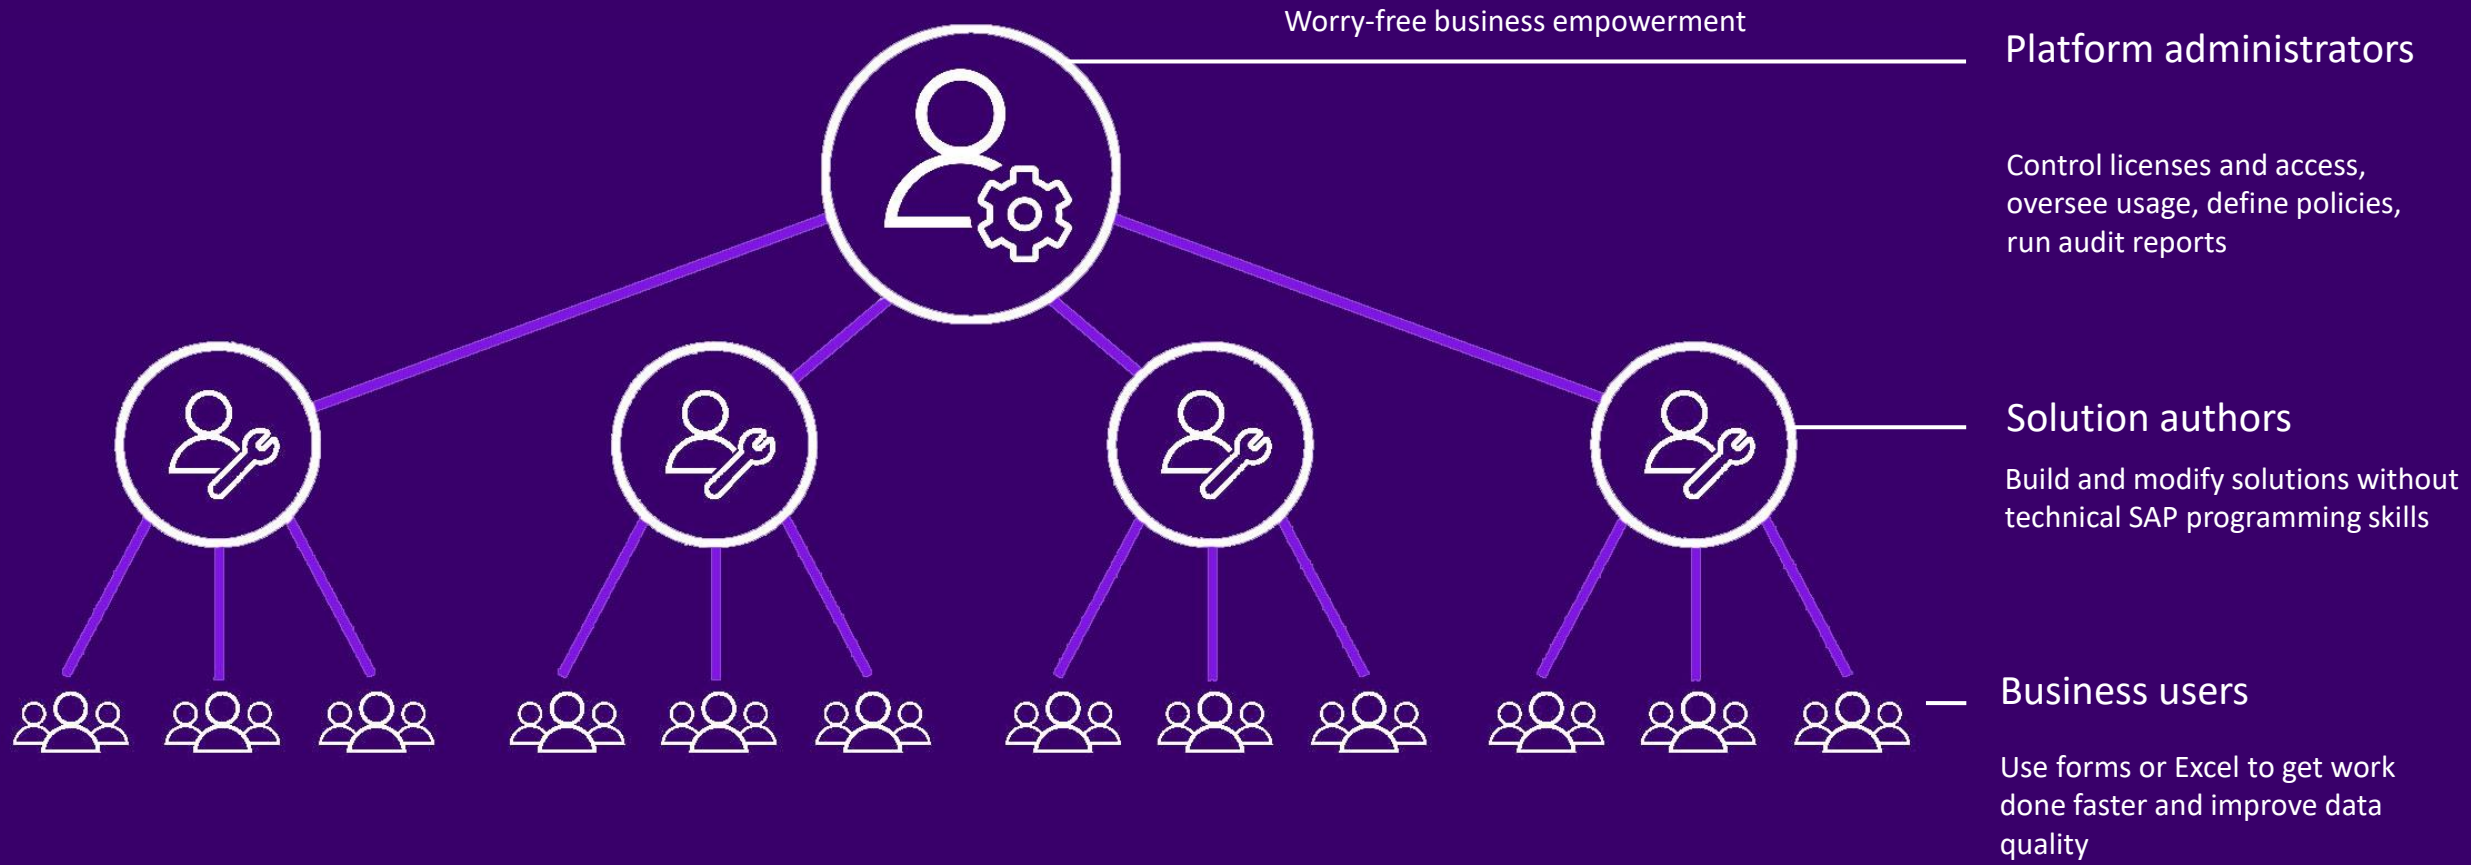 Worry-free business empowerment
Platform administrators
Control licenses and access,
oversee usage, define policies,
run audit reports
Solution authors
Build and modify solutions without
technical SAP programming skills
Business users
Use forms or Excel to get work
done faster and improve data
quality